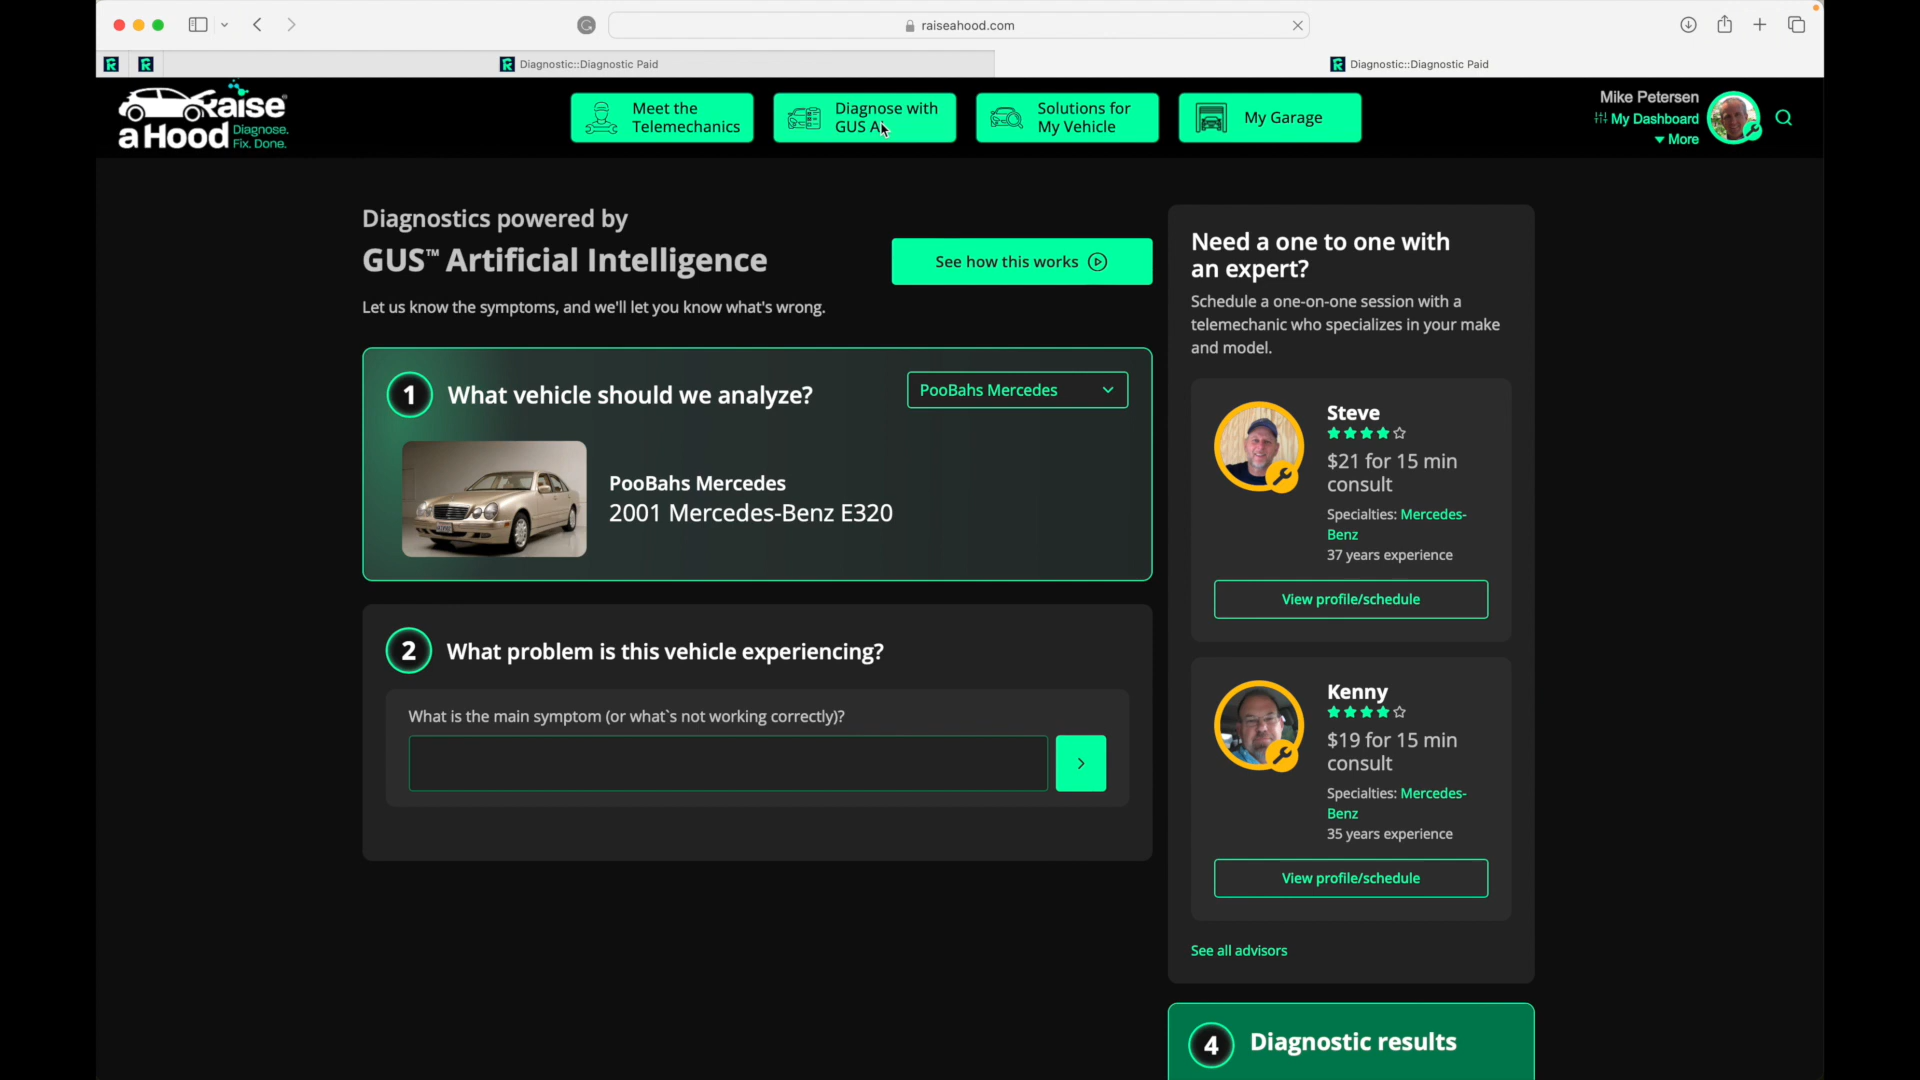 raiseahood.com
Diagnostic::Diagnostic Paid
Diagnostic::Diagnostic Paid
Raise
a Hood
Diagnose.
Fix. Done.
Meet the
Telemechanics
Diagnose with
GUS AI
Solutions for
My Vehicle
My Garage
Mike Petersen
My Dashboard
More
Diagnostics powered by
GUS™ Artificial Intelligence
Let us know the symptoms, and we'll let you know what's wrong.
See how this works
1
What vehicle should we analyze?
PooBahs Mercedes
PooBahs Mercedes
2001 Mercedes-Benz E320
2
What problem is this vehicle experiencing?
What is the main symptom (or what`s not working correctly)?
Need a one to one with
an expert?
Schedule a one-on-one session with a
telemechanic who specializes in your make
and model.
Steve
$21 for 15 min
consult
Specialties: Mercedes-
Benz
37 years experience
View profile/schedule
Kenny
$19 for 15 min
consult
Specialties: Mercedes-
Benz
35 years experience
View profile/schedule
See all advisors
4
Diagnostic results